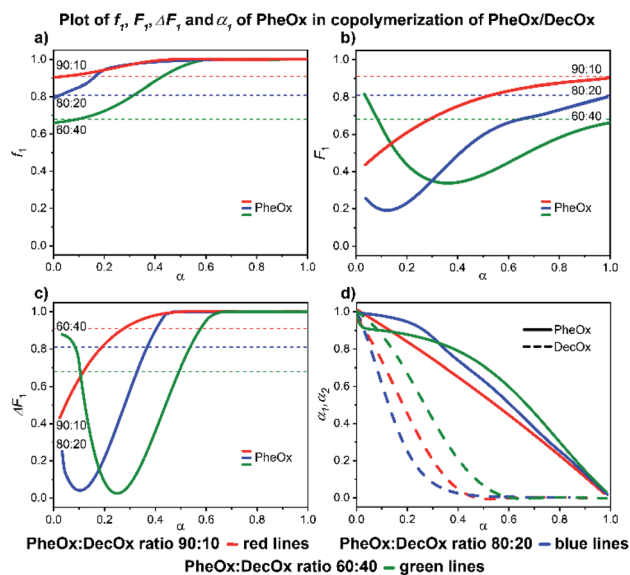 Plot of f₁, F₁, ΔF₁ and α₁ of PheOx in copolymerization of PheOx/DecOx
a)
1.0
0.8
0.6
0.4
0.2
0.0
f₁
90:10
80:20
60:40
PheOx
0.0 0.2 0.4 0.6 0.8 1.0
α
b)
1.0
0.8
0.6
0.4
0.2
0.0
F₁
90:10
80:20
60:40
PheOx
0.0 0.2 0.4 0.6 0.8 1.0
α
c)
1.0
0.8
0.6
0.4
0.2
0.0
ΔF₁
60:40
90:10
80:20
PheOx
0.0 0.2 0.4 0.6 0.8 1.0
α
d)
1.0
0.8
0.6
0.4
0.2
0.0
α₁, α₂
PheOx
DecOx
0.0 0.2 0.4 0.6 0.8 1.0
α
PheOx:DecOx ratio 90:10 – red lines
PheOx:DecOx ratio 80:20 – blue lines
PheOx:DecOx ratio 60:40 – green lines